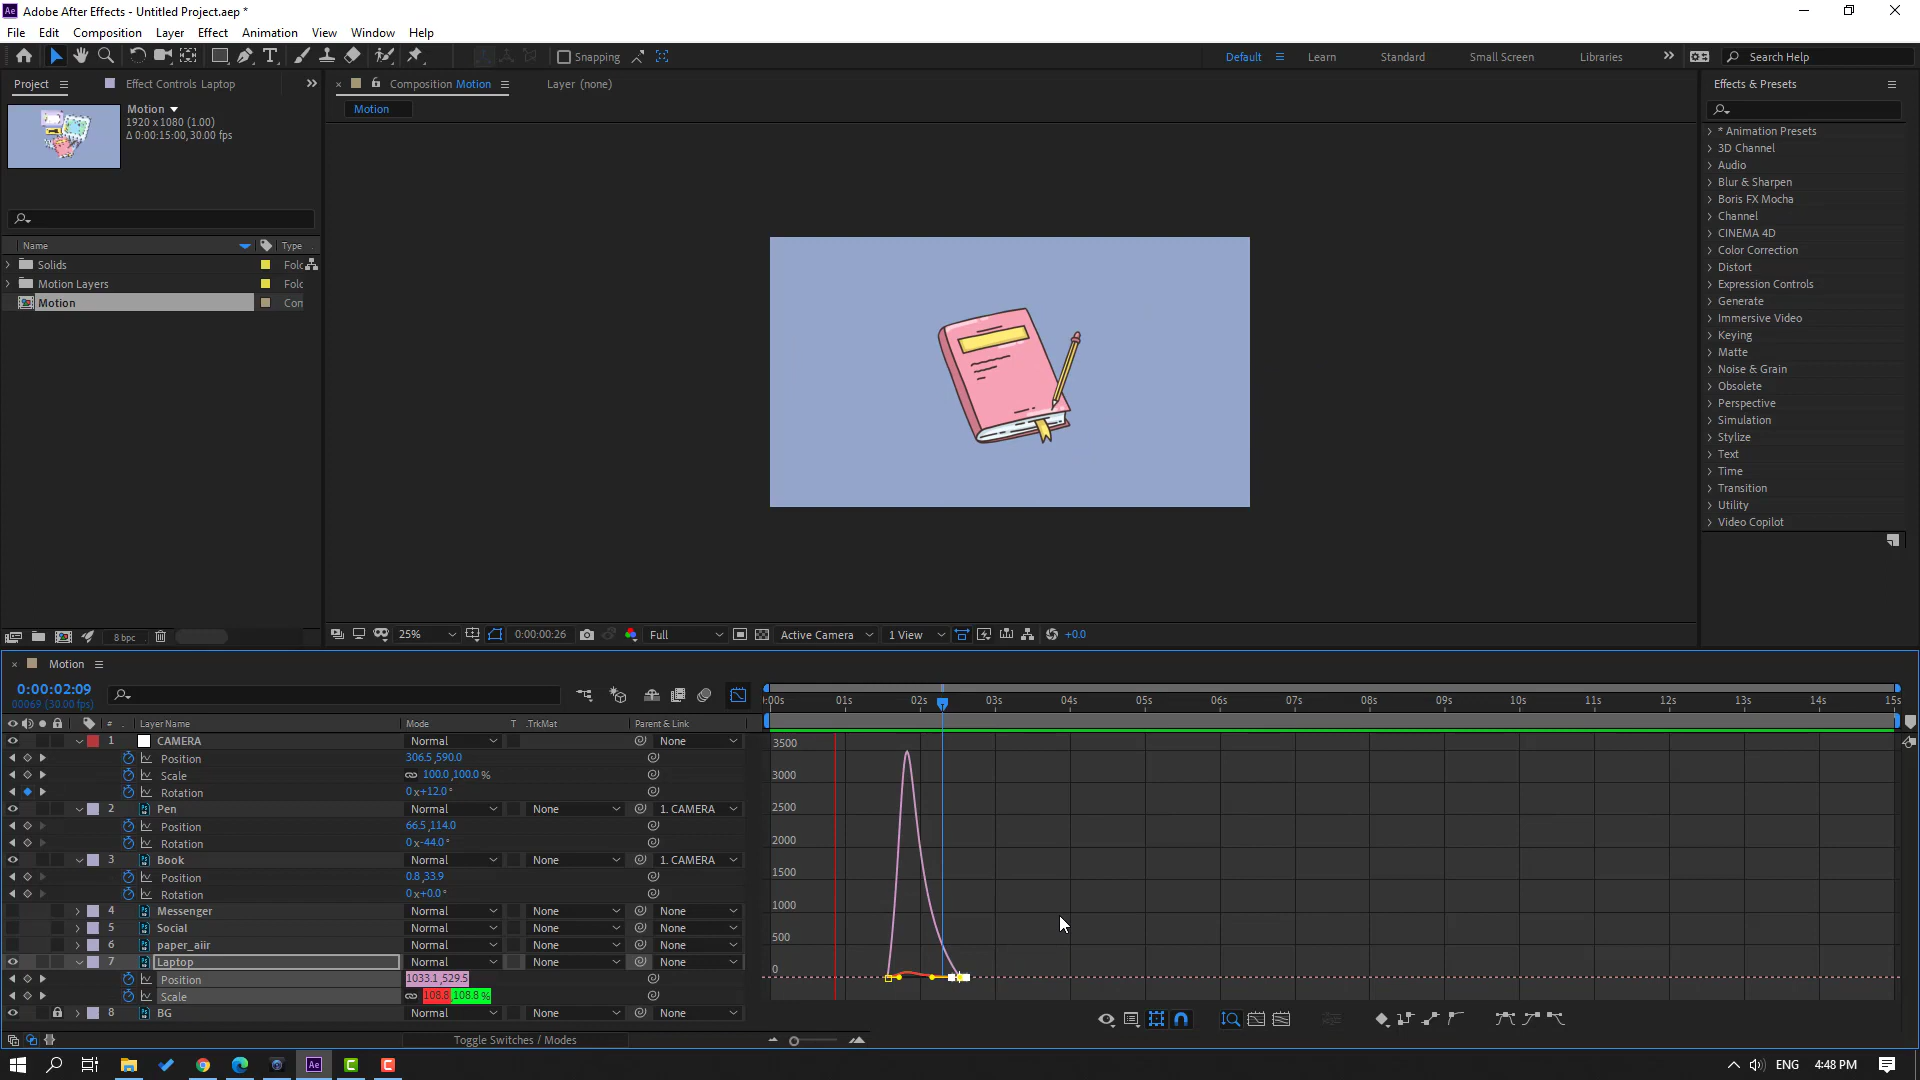 Adobe After Effects - Untitled Project.aep *
File Edit Composition Layer Effect Animation View Window Help
Snapping Default Learn Standard Small Screen Libraries Search Help
Project Effect Controls Laptop
Composition Motion Layer (none)
Effects & Presets
Motion
1920 x 1080 (1.00)
Δ 0:00:15:00, 30.00 fps
Motion
Name Type
Solids Folc
Motion Layers Folc
Motion Con
* Animation Presets
3D Channel
Audio
Blur & Sharpen
Boris FX Mocha
Channel
CINEMA 4D
Color Correction
Distort
Expression Controls
Generate
Immersive Video
Keying
Matte
Noise & Grain
Obsolete
Perspective
Simulation
Stylize
Text
Time
Transition
Utility
Video Copilot
8 bpc
25% 0:00:00:26 Full Active Camera 1 View +0.0
Motion
0:00:02:09
00069 (30.00 fps)
:00s 01s 02s 03s 04s 05s 06s 07s 08s 09s 10s 11s 12s 13s 14s 15s
# Layer Name Mode T .TrkMat Parent & Link
1 CAMERA Normal None
Position 306.5,590.0
Scale 100.0,100.0 %
Rotation 0x+12.0°
2 Pen Normal None 1. CAMERA
Position 66.5,114.0
Rotation 0x-44.0°
3 Book Normal None 1. CAMERA
Position 0.8,33.9
Rotation 0x+0.0°
4 Messenger Normal None None
5 Social Normal None None
6 paper_aiir Normal None None
7 Laptop Normal None None
Position 1033.1,529.5
Scale 108.8,108.8 %
8 BG Normal None None
3500
3000
2500
2000
1500
1000
500
0
Toggle Switches / Modes
ENG 4:48 PM